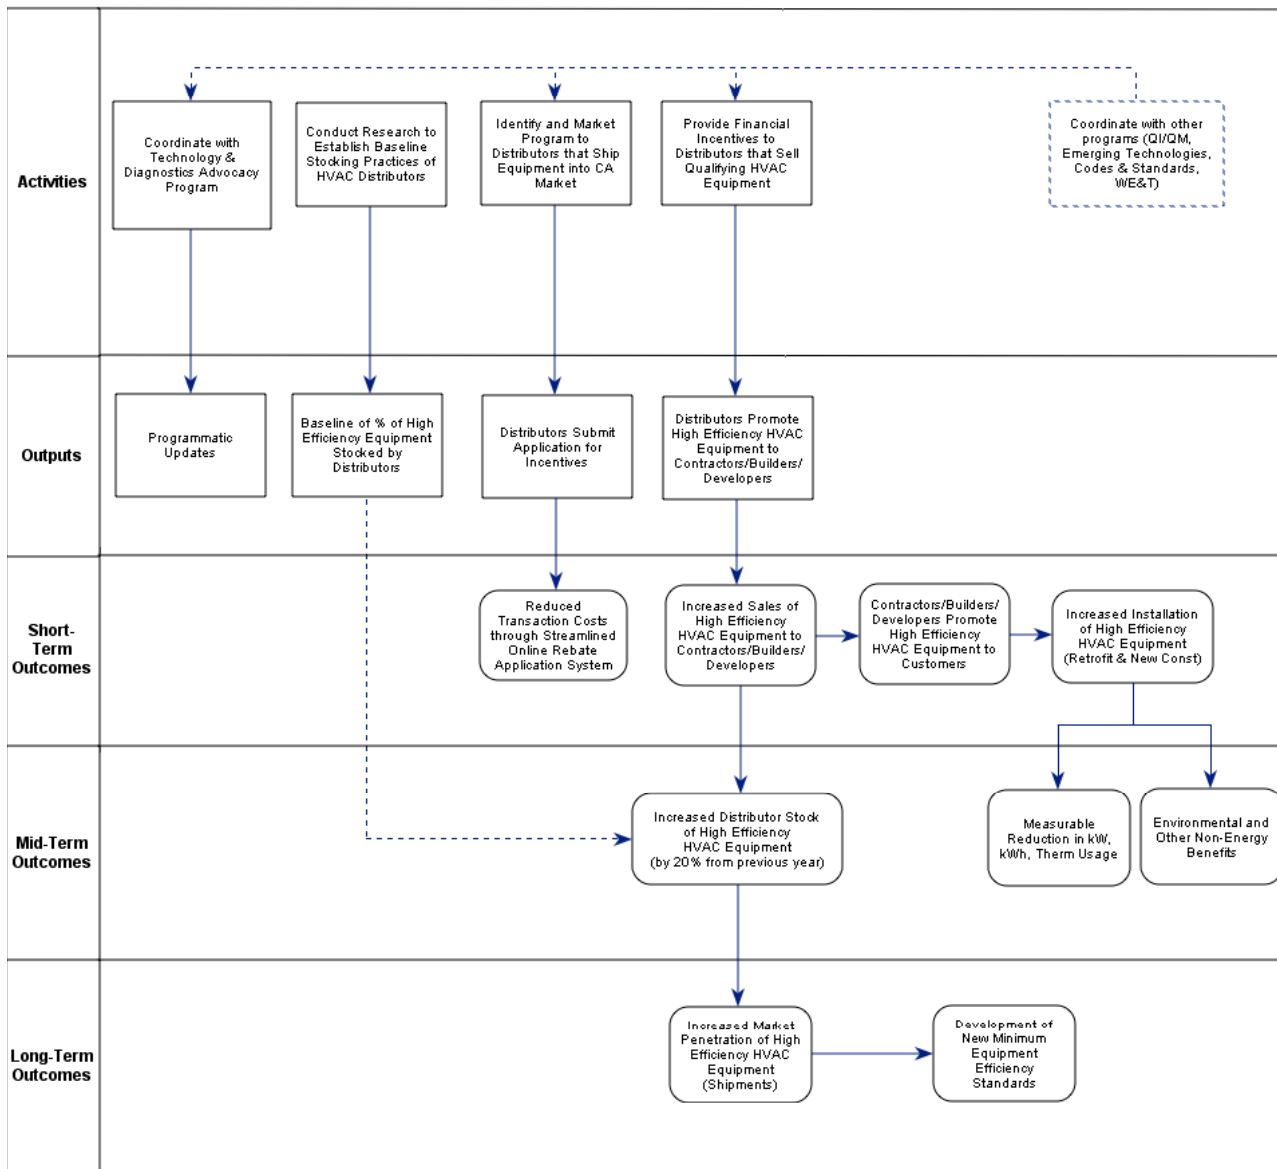 Activities
Coordinate with
Technology &
Diagnostics Advocacy
Program
Conduct Research to
Establish Baseline
Stocking Practices of
HVAC Distributors
Identify and Market
Program to
Distributors that Ship
Equipment into CA
Market
Provide Financial
Incentives to
Distributors that Sell
Qualifying HVAC
Equipment
Coordinate with other
programs (QI/QM,
Emerging Technologies,
Codes & Standards,
WE&T)
Outputs
Programmatic
Updates
Baseline of % of High
Efficiency Equipment
Stocked by
Distributors
Distributors Submit
Application for
Incentives
Distributors Promote
High Efficiency HVAC
Equipment to
Contractors/Builders/
Developers
Short-
Term
Outcomes
Reduced
Transaction Costs
through Streamlined
Online Rebate
Application System
Increased Sales of
High Efficiency
HVAC Equipment to
Contractors/Builders/
Developers
Contractors/Builders/
Developers Promote
High Efficiency
HVAC Equipment to
Customers
Increased Installation
of High Efficiency
HVAC Equipment
(Retrofit & New Const)
Mid-Term
Outcomes
Increased Distributor Stock
of High Efficiency
HVAC Equipment
(by 20% from previous year)
Measurable
Reduction in kW,
kWh, Therm Usage
Environmental and
Other Non-Energy
Benefits
Long-Term
Outcomes
Increased Market
Penetration of High
Efficiency HVAC
Equipment
(Shipments)
Development of
New Minimum
Equipment
Efficiency
Standards